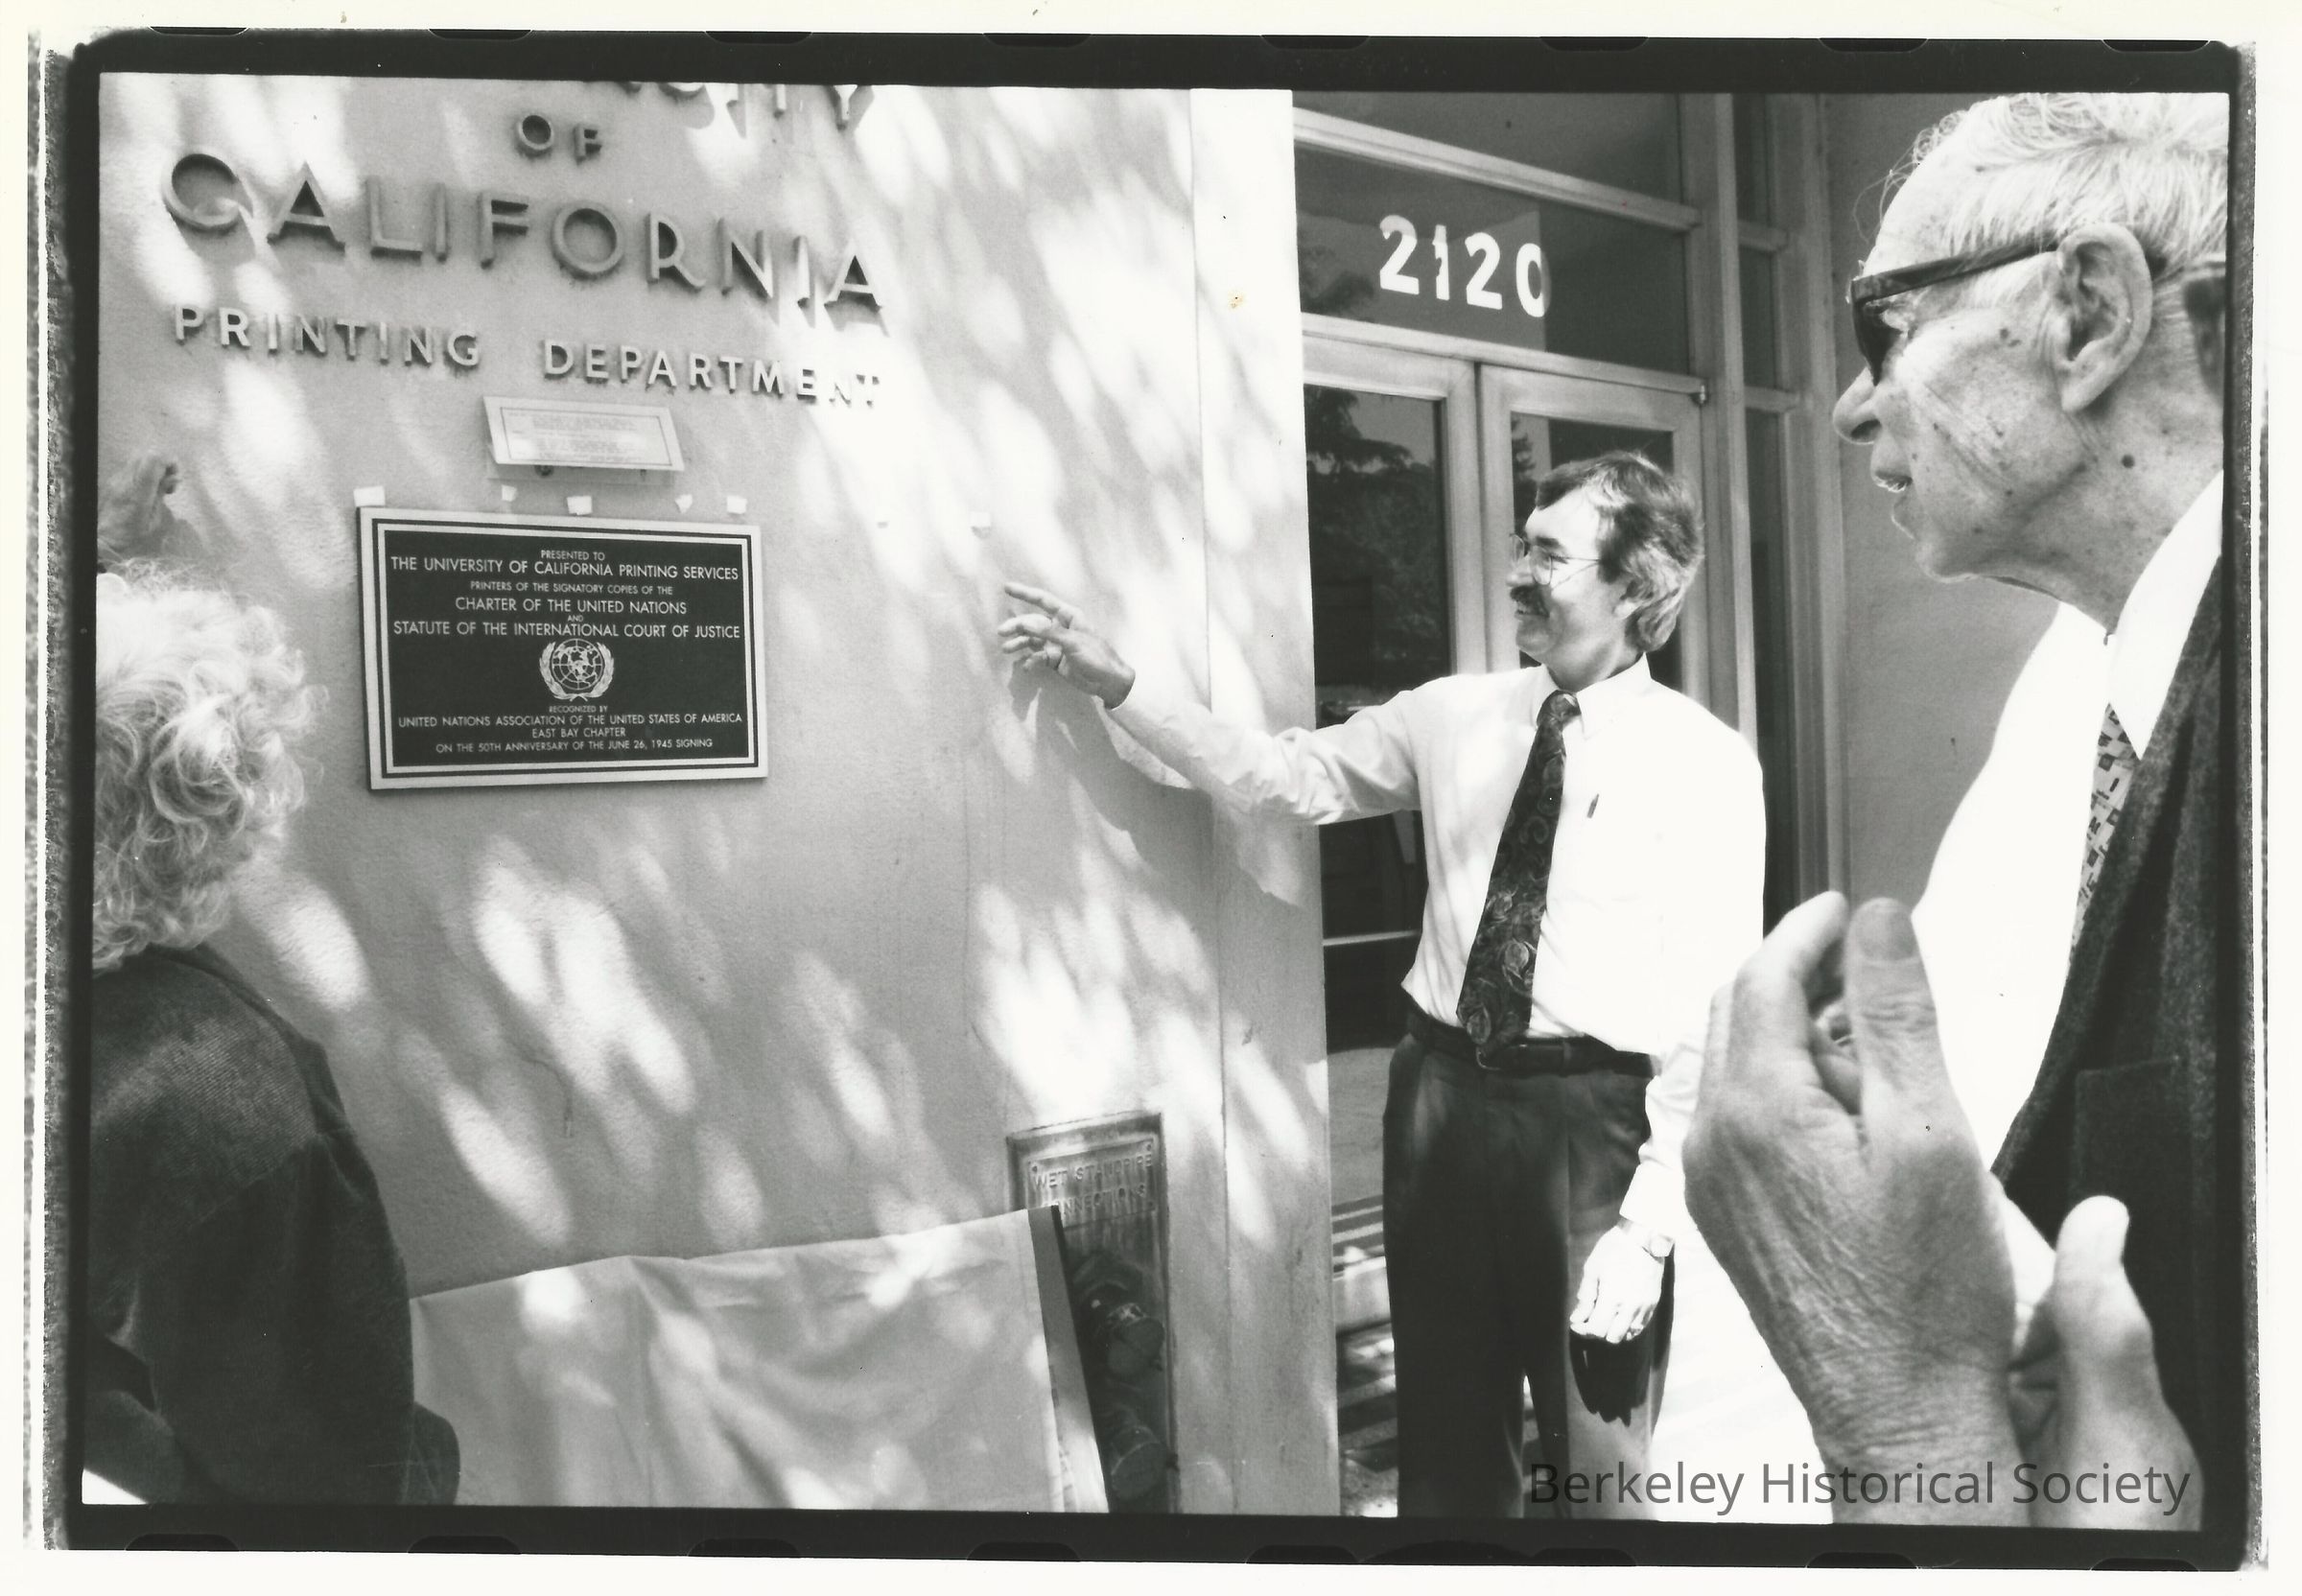 OF
CALIFORNIA
PRINTING DEPARTMENT
2120
PRESENTED TO
THE UNIVERSITY OF CALIFORNIA PRINTING SERVICES
PRINTERS OF THE SIGNATORY COPIES OF THE
CHARTER OF THE UNITED NATIONS
AND
STATUTE OF THE INTERNATIONAL COURT OF JUSTICE
RECOGNIZED BY
UNITED NATIONS ASSOCIATION OF THE UNITED STATES OF AMERICA
EAST BAY CHAPTER
ON THE 50TH ANNIVERSARY OF THE JUNE 26, 1945 SIGNING
WET STANDPIPE
Berkeley Historical Society